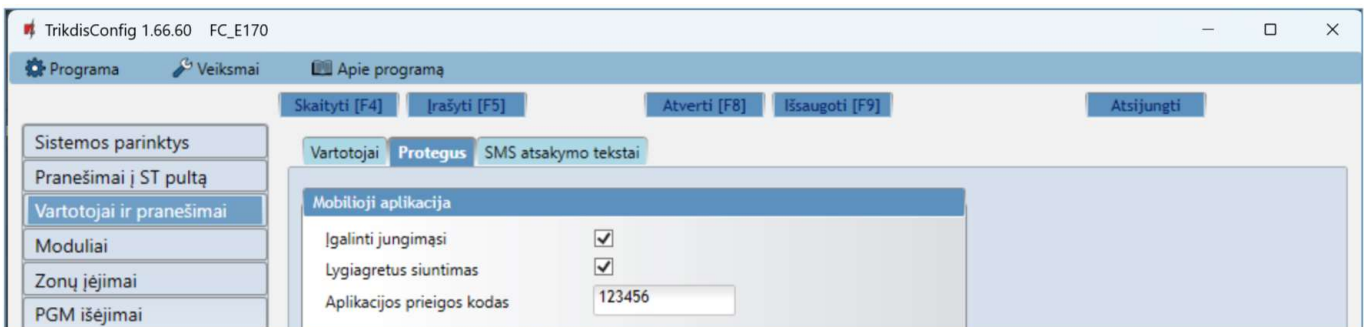 TrikdisConfig 1.66.60 FC_E170
Programa Veiksmai Apie programą
Skaityti [F4] Įrašyti [F5] Atverti [F8] Išsaugoti [F9] Atsijungti
Sistemos parinktys
Pranešimai į ST pultą
Vartotojai ir pranešimai
Moduliai
Zonų įėjimai
PGM išėjimai
Vartotojai Protegus SMS atsakymo tekstai
Mobilioji aplikacija
Įgalinti jungimąsi
Lygiagretus siuntimas
Aplikacijos prieigos kodas 123456